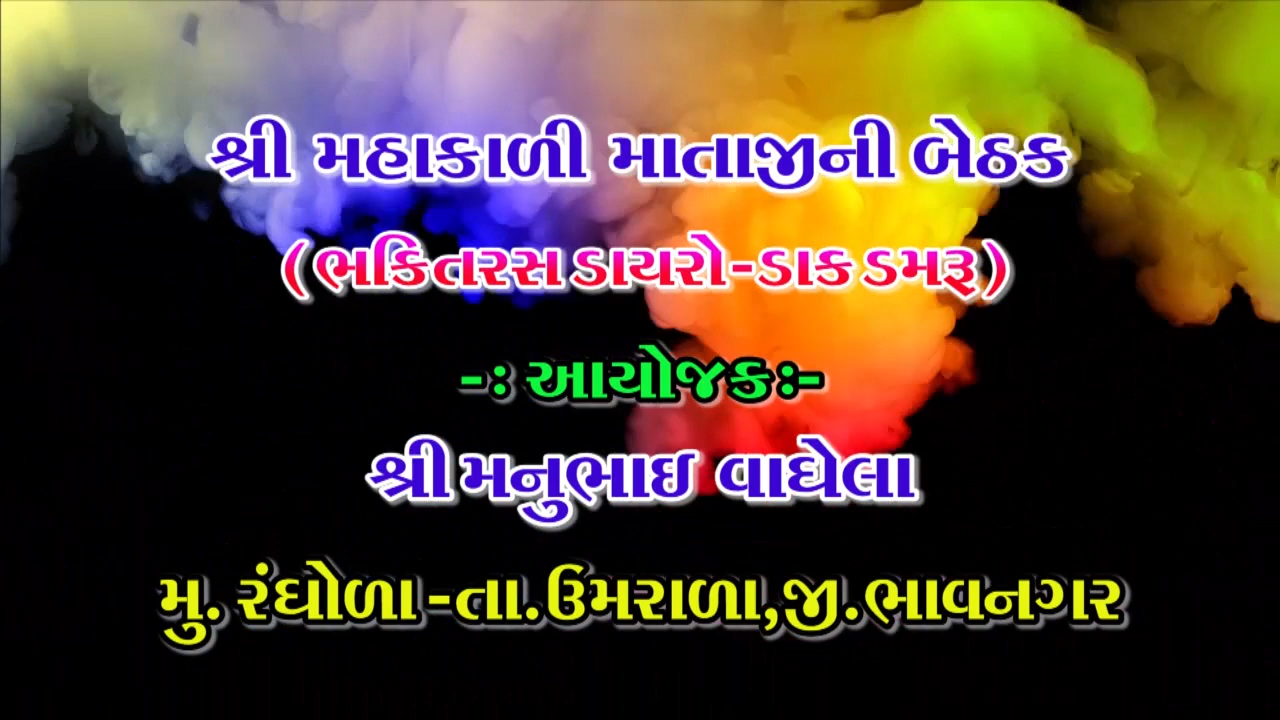 શ્રી મહાકાળી માતાજીની બેઠક
( ભકિતરસ ડાયરો-ડાક ડમરૂ )
-ઃ આયોજક ઃ-
શ્રી મનુભાઇ વાઘેલા
મુ. રંઘોળા -તા.ઉમરાળા,જી.ભાવનગર